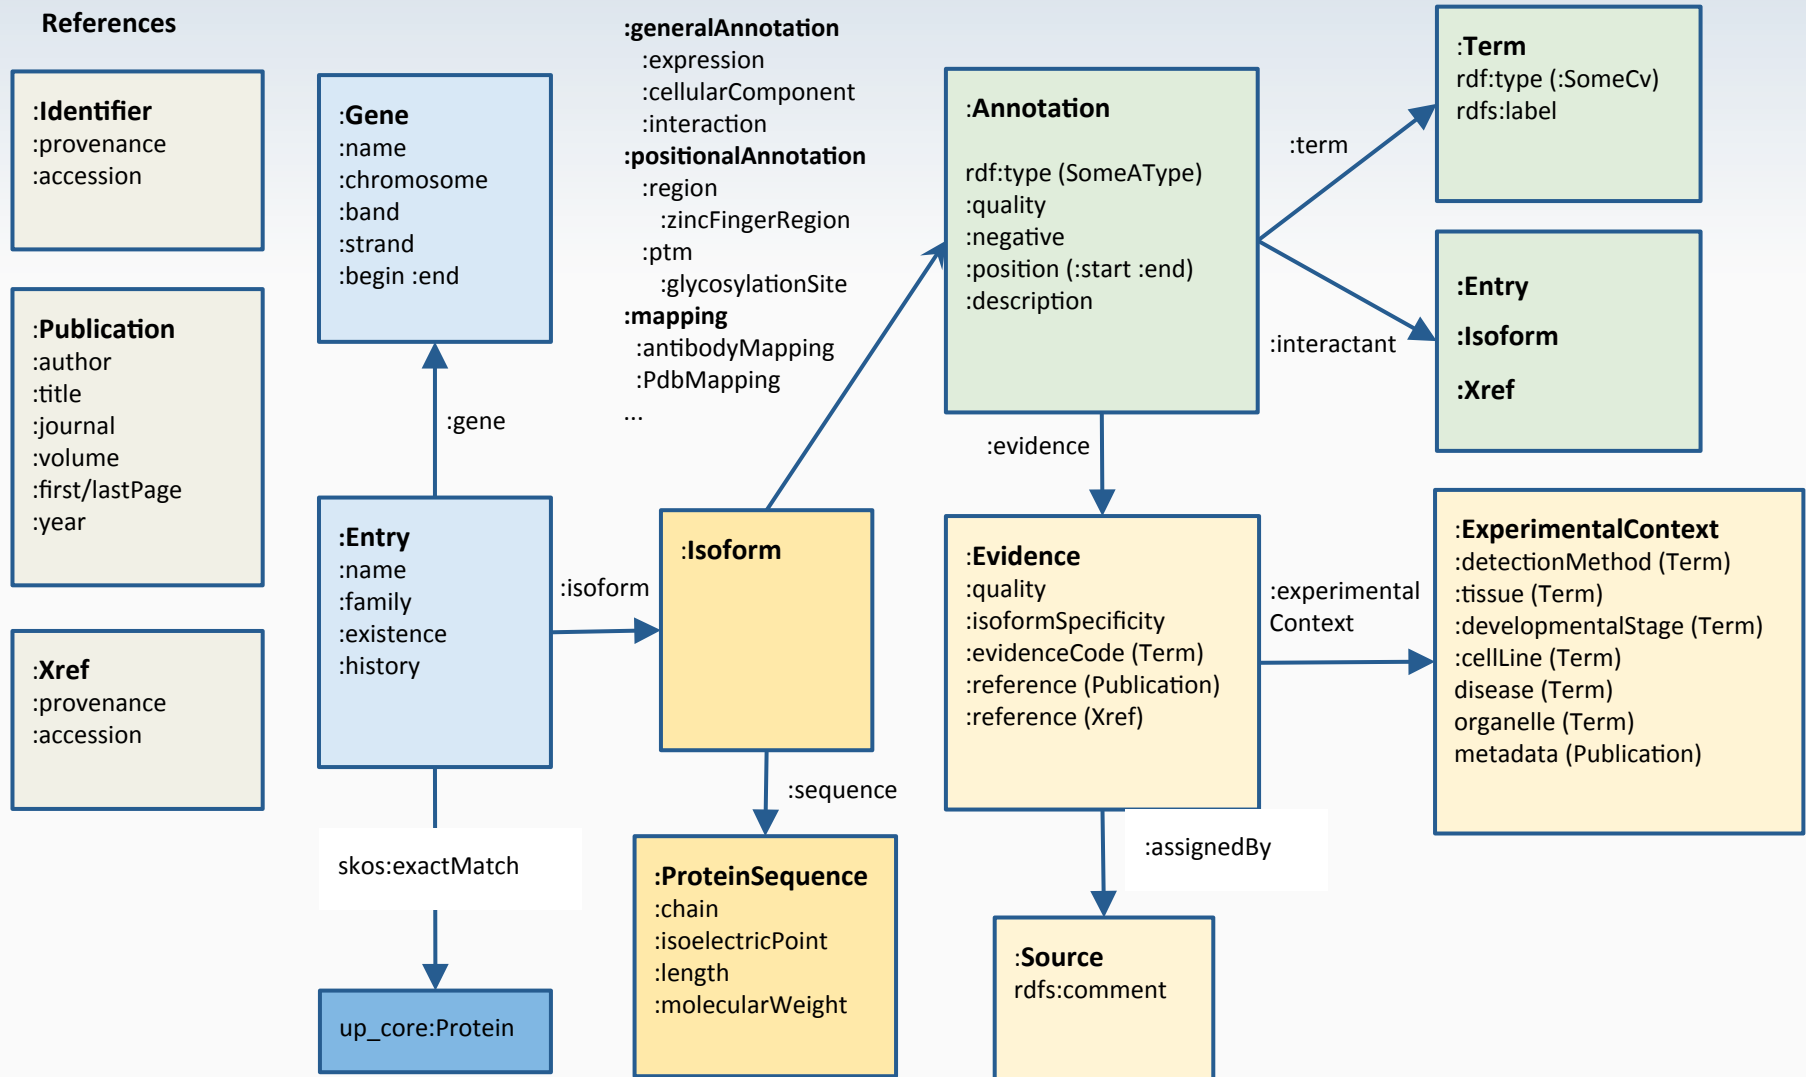 References
:Identifier
:provenance
:accession
:Publication
:author
:title
:journal
:volume
:first/lastPage
:year
:Xref
:provenance
:accession
:Gene
:name
:chromosome
:band
:strand
:begin :end
:gene
:Entry
:name
:family
:existence
:history
:isoform
skos:exactMatch
up_core:Protein
:generalAnnotation
:expression
:cellularComponent
:interaction
:positionalAnnotation
:region
:zincFingerRegion
:ptm
:glycosylationSite
:mapping
:antibodyMapping
:PdbMapping
...
:Isoform
:sequence
:ProteinSequence
:chain
:isoelectricPoint
:length
:molecularWeight
:Annotation
rdf:type (SomeAType)
:quality
:negative
:position (:start :end)
:description
:term
:interactant
:evidence
:Term
rdf:type (:SomeCv)
rdfs:label
:Entry
:Isoform
:Xref
:Evidence
:quality
:isoformSpecificity
:evidenceCode (Term)
:reference (Publication)
:reference (Xref)
:experimental
Context
:ExperimentalContext
:detectionMethod (Term)
:tissue (Term)
:developmentalStage (Term)
:cellLine (Term)
disease (Term)
organelle (Term)
metadata (Publication)
:assignedBy
:Source
rdfs:comment